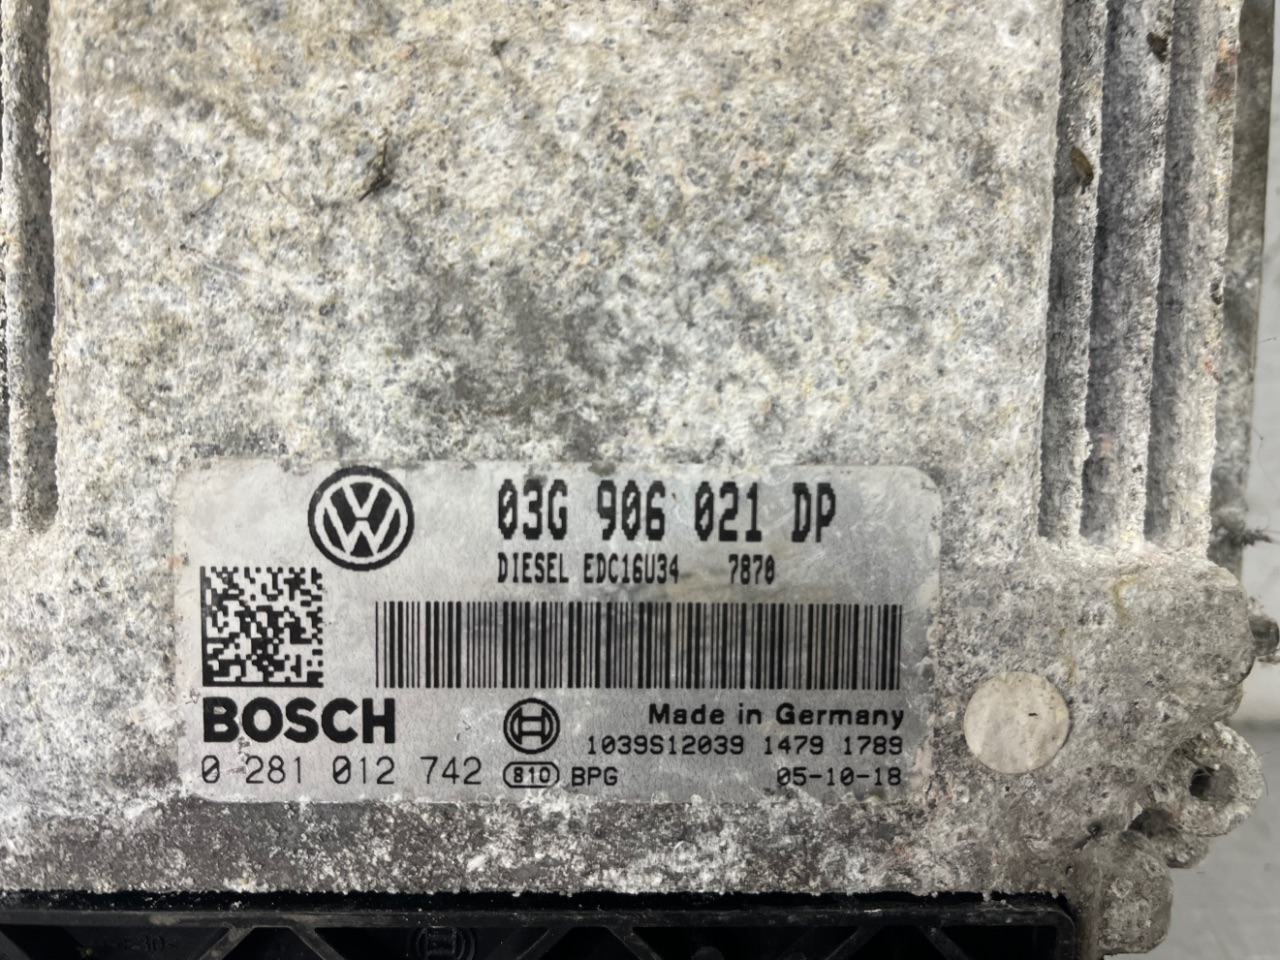 03G 906 021 DP
DIESEL EDC16U34 7870
BOSCH
Made in Germany
1039S12039 1479 1789
0 281 012 742 810 BPG 05-10-18